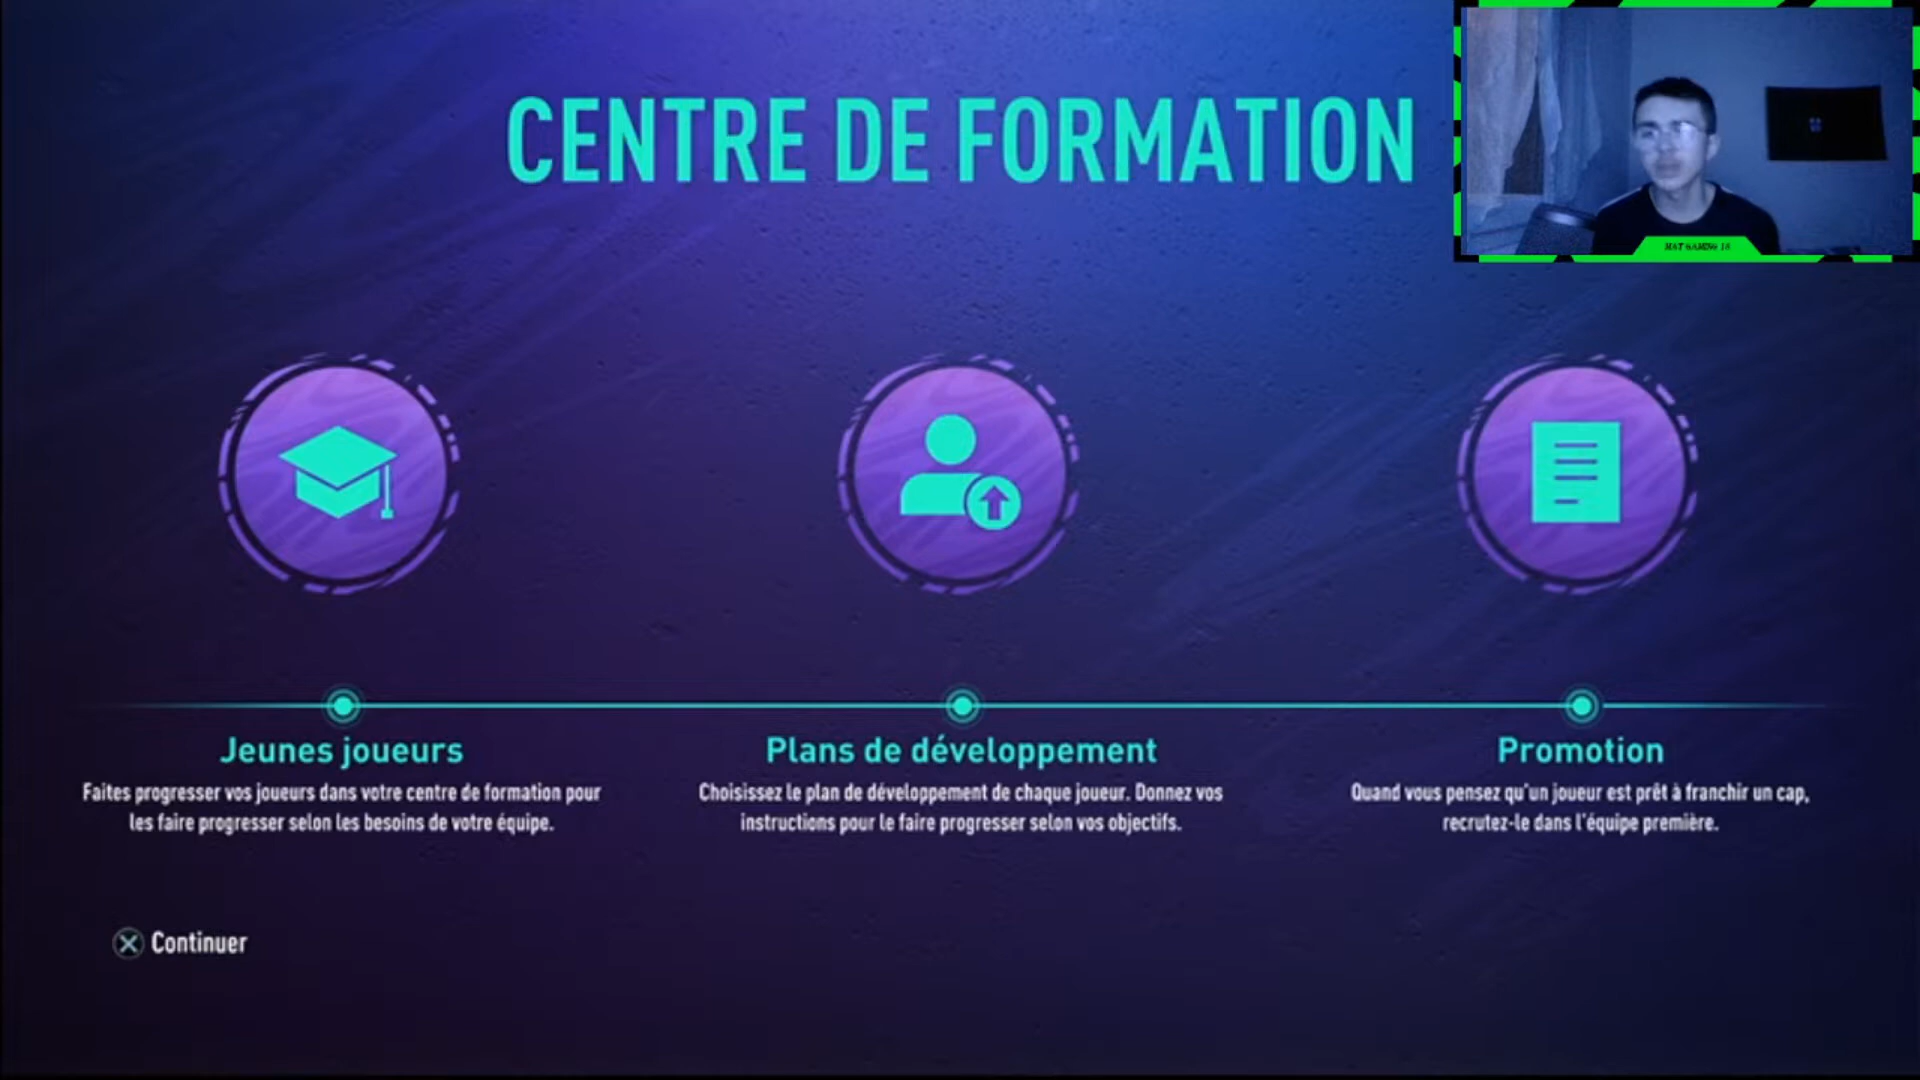 CENTRE DE FORMATION
Jeunes joueurs
Faites progresser vos joueurs dans votre centre de formation pour
les faire progresser selon les besoins de votre équipe.
Plans de développement
Choisissez le plan de développement de chaque joueur. Donnez vos
instructions pour le faire progresser selon vos objectifs.
Promotion
Quand vous pensez qu'un joueur est prêt à franchir un cap,
recrutez-le dans l'équipe première.
Continuer